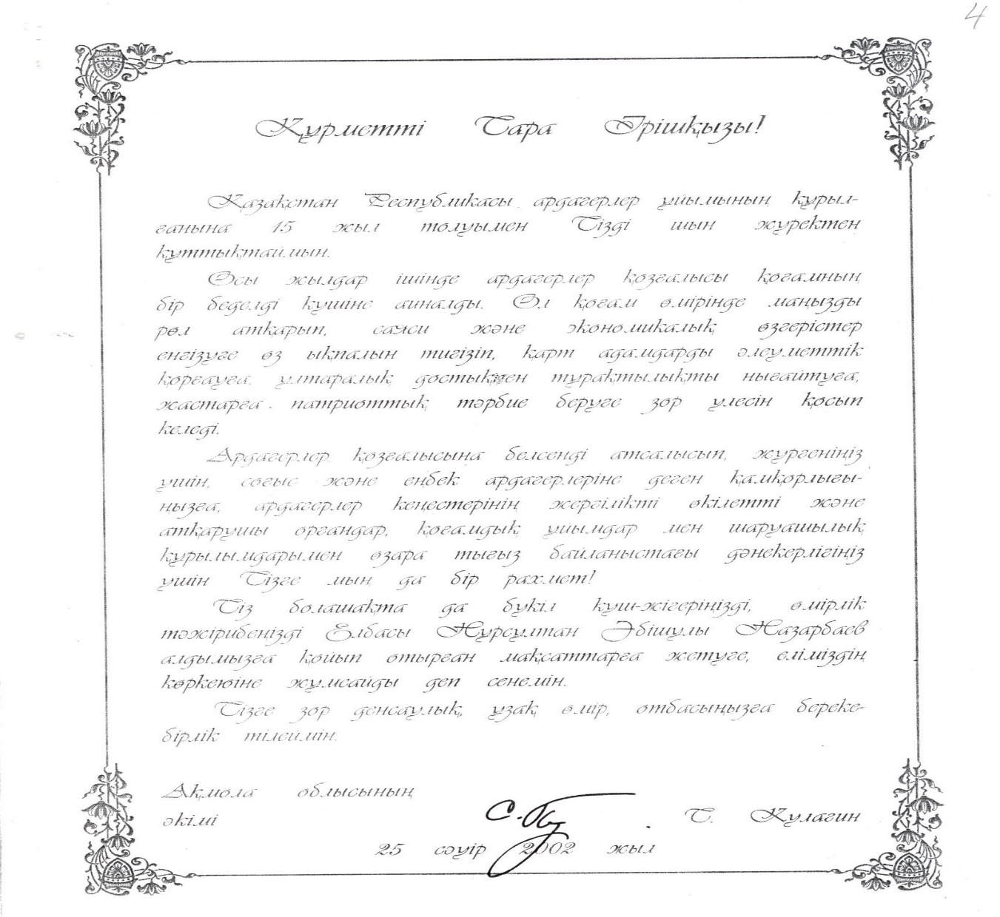 4
Құрметті Сара Ірішқызы!
Қазақстан Республикасы ардагерлер ұйымының құрыл-
ғанына 15 жыл толуымен Сізді шын жүректен
құттықтаймын.
Осы жылдар ішінде ардагерлер қозғалысы қоғамның
бір беделді күшіне айналды. Ол қоғам өмірінде маңызды
рөл атқарып, саяси және экономикалық өзгерістер
енгізуге өз ықпалын тигізіп, қарт адамдарды әлеуметтік
қорғауға, ұлтаралық достық пен тұрақтылықты нығайтуға,
жастарға патриоттық тәрбие беруге зор үлесін қосып
келеді.
Ардагерлер қозғалысына белсенді атсалысып, жүргеніңіз
үшін, соғыс және еңбек ардагерлеріне деген қамқорлығы-
ңызға, ардагерлер кеңестерінің жергілікті өкілетті және
атқарушы органдар, қоғамдық ұйымдар мен шаруашылық
құрылымдарымен өзара тығыз байланыстағы дәнекерлігіңіз
үшін Сізге мың да бір рахмет!
Сіз болашақта да бүкіл күш-жігеріңізді, өмірлік
тәжірибеңізді Елбасы Нұрсұлтан Әбішұлы Назарбаев
алдымызға қойып отырған мақсаттарға жетуге, еліміздің
көркеюіне жұмсайды деп сенемін.
Сізге зор денсаулық, ұзақ өмір, отбасыңызға береке-
бірлік тілеймін.
Ақмола облысының
әкімі С. Кулагин
25 сәуір 2002 жыл